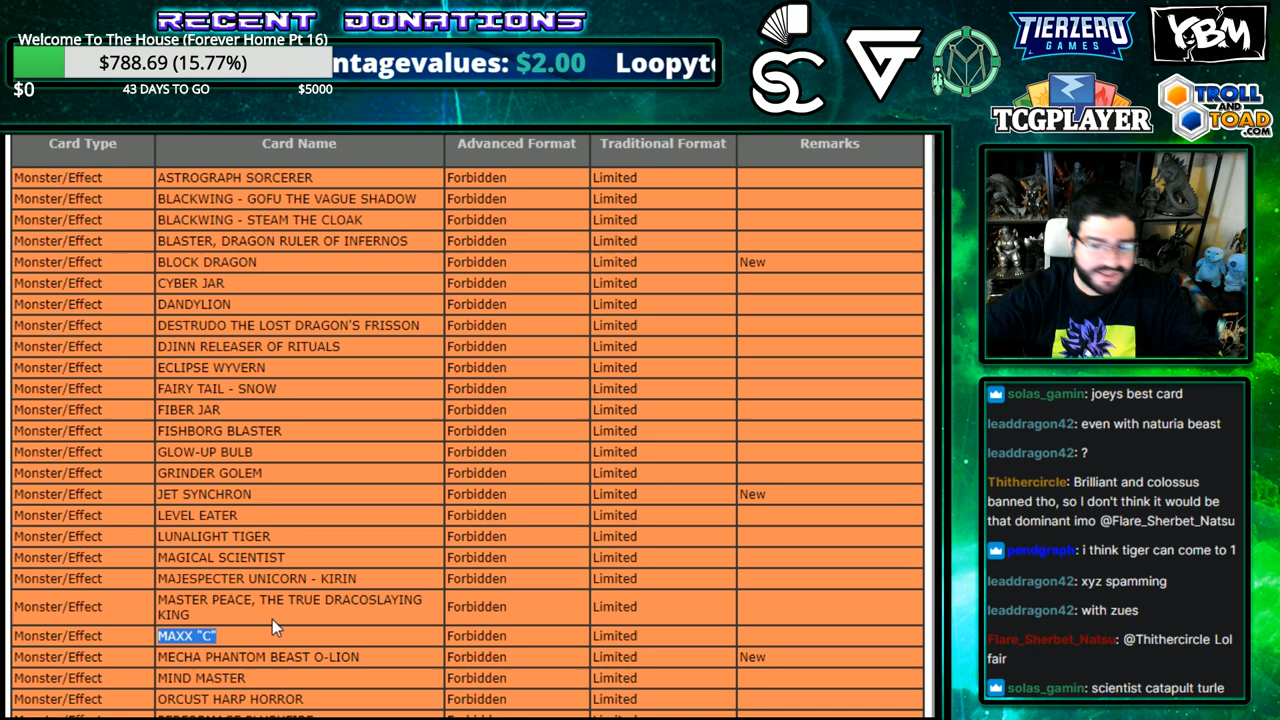 RECENT DONATIONS
Welcome To The House (Forever Home Pt 16)
$788.69 (15.77%)
ntagevalues: $2.00 Loopyto
$0 43 DAYS TO GO $5000
SC
TIERZERO
GAMES
YBM
TCGPLAYER
TROLL
AND
TOAD
.COM
Card Type Card Name Advanced Format Traditional Format Remarks
Monster/Effect ASTROGRAPH SORCERER Forbidden Limited
Monster/Effect BLACKWING - GOFU THE VAGUE SHADOW Forbidden Limited
Monster/Effect BLACKWING - STEAM THE CLOAK Forbidden Limited
Monster/Effect BLASTER, DRAGON RULER OF INFERNOS Forbidden Limited
Monster/Effect BLOCK DRAGON Forbidden Limited New
Monster/Effect CYBER JAR Forbidden Limited
Monster/Effect DANDYLION Forbidden Limited
Monster/Effect DESTRUDO THE LOST DRAGON'S FRISSON Forbidden Limited
Monster/Effect DJINN RELEASER OF RITUALS Forbidden Limited
Monster/Effect ECLIPSE WYVERN Forbidden Limited
Monster/Effect FAIRY TAIL - SNOW Forbidden Limited
Monster/Effect FIBER JAR Forbidden Limited
Monster/Effect FISHBORG BLASTER Forbidden Limited
Monster/Effect GLOW-UP BULB Forbidden Limited
Monster/Effect GRINDER GOLEM Forbidden Limited
Monster/Effect JET SYNCHRON Forbidden Limited New
Monster/Effect LEVEL EATER Forbidden Limited
Monster/Effect LUNALIGHT TIGER Forbidden Limited
Monster/Effect MAGICAL SCIENTIST Forbidden Limited
Monster/Effect MAJESPECTER UNICORN - KIRIN Forbidden Limited
Monster/Effect MASTER PEACE, THE TRUE DRACOSLAYING
KING Forbidden Limited
Monster/Effect MAXX "C" Forbidden Limited
Monster/Effect MECHA PHANTOM BEAST O-LION Forbidden Limited New
Monster/Effect MIND MASTER Forbidden Limited
Monster/Effect ORCUST HARP HORROR Forbidden Limited
solas_gamin: joeys best card
leaddragon42: even with naturia beast
leaddragon42: ?
Thithercircle: Brilliant and colossus
banned tho, so I don't think it would be
that dominant imo @Flare_Sherbet_Natsu
pendgraph: i think tiger can come to 1
leaddragon42: xyz spamming
leaddragon42: with zues
Flare_Sherbet_Natsu: @Thithercircle Lol
fair
solas_gamin: scientist catapult turle